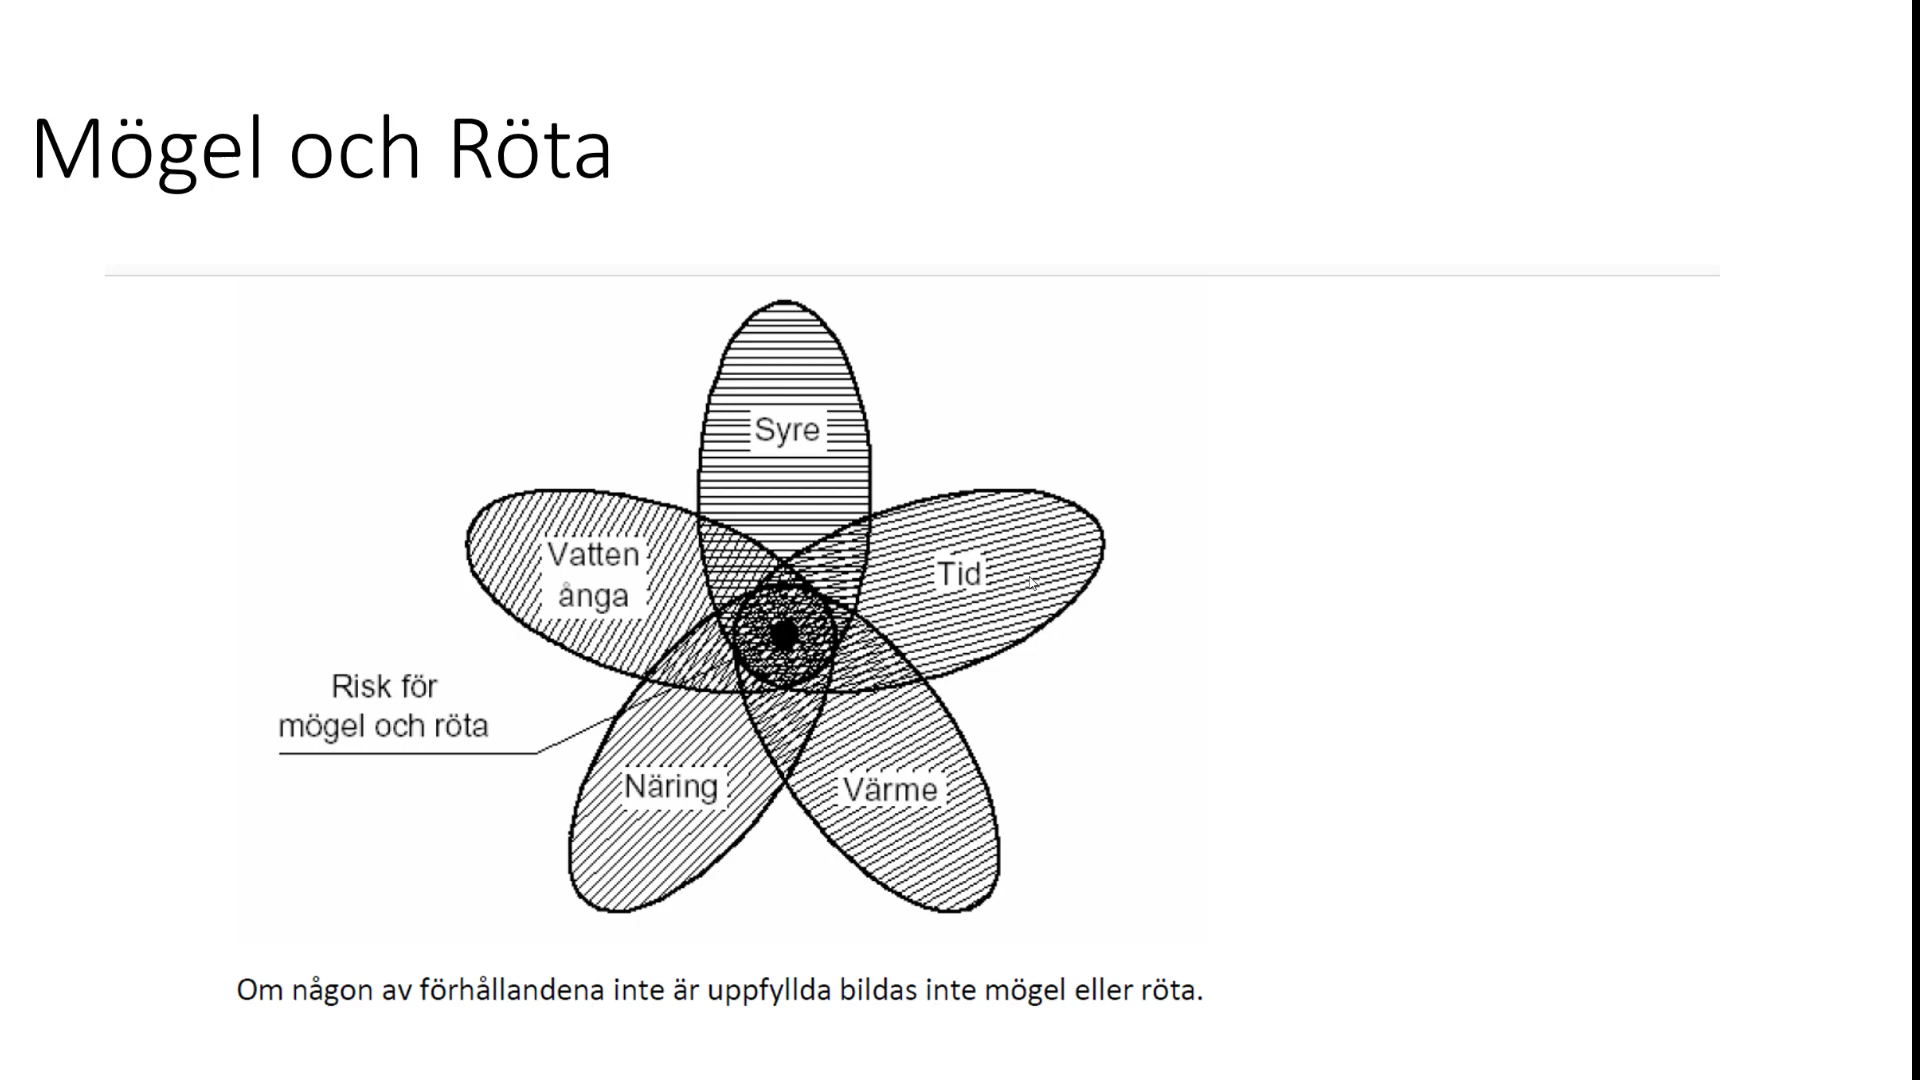 Mögel och Röta
Syre
Vatten
ånga
Tid
Risk för
mögel och röta
Näring
Värme
Om någon av förhållandena inte är uppfyllda bildas inte mögel eller röta.